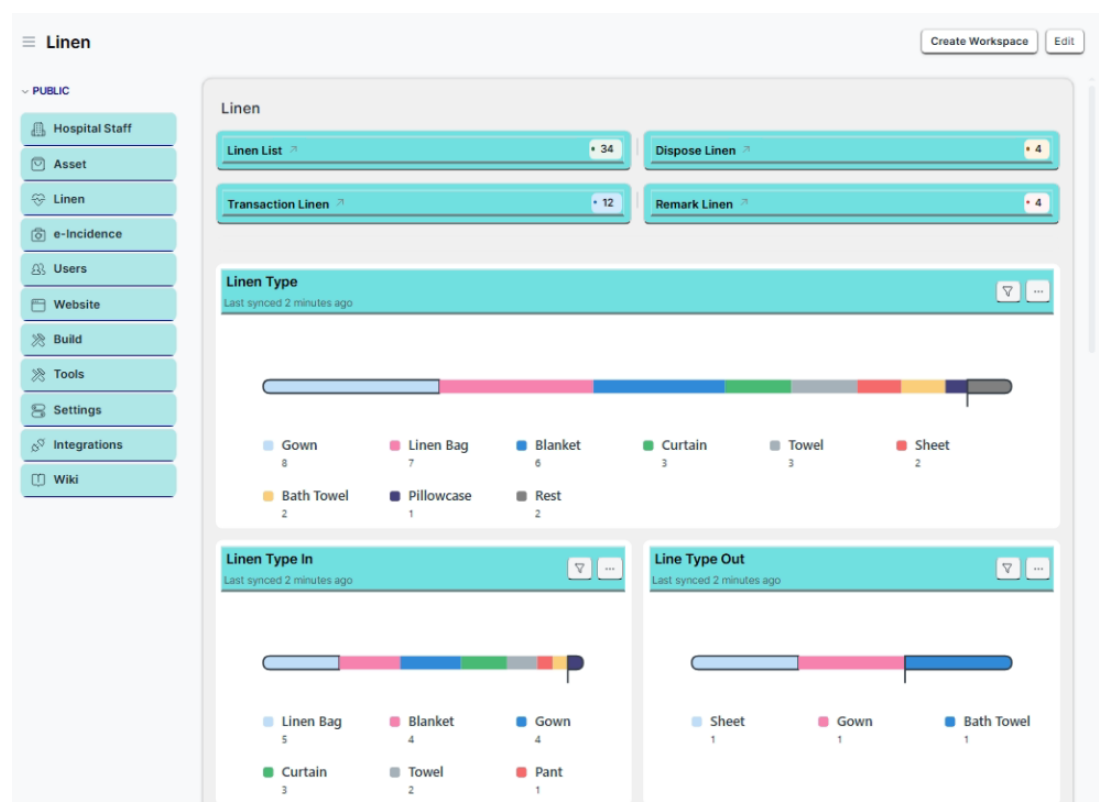 Linen
Create Workspace
Edit
PUBLIC
Hospital Staff
Asset
Linen
e-Incidence
Users
Website
Build
Tools
Settings
Integrations
Wiki
Linen
Linen List 34
Dispose Linen 4
Transaction Linen 12
Remark Linen 4
Linen Type
Last synced 2 minutes ago
Gown Linen Bag Blanket Curtain Towel Sheet
8 7 6 3 3 2
Bath Towel Pillowcase Rest
2 1 2
Linen Type In
Last synced 2 minutes ago
Linen Bag Blanket Gown
5 4 4
Curtain Towel Pant
3 2 1
Line Type Out
Last synced 2 minutes ago
Sheet Gown Bath Towel
1 1 1